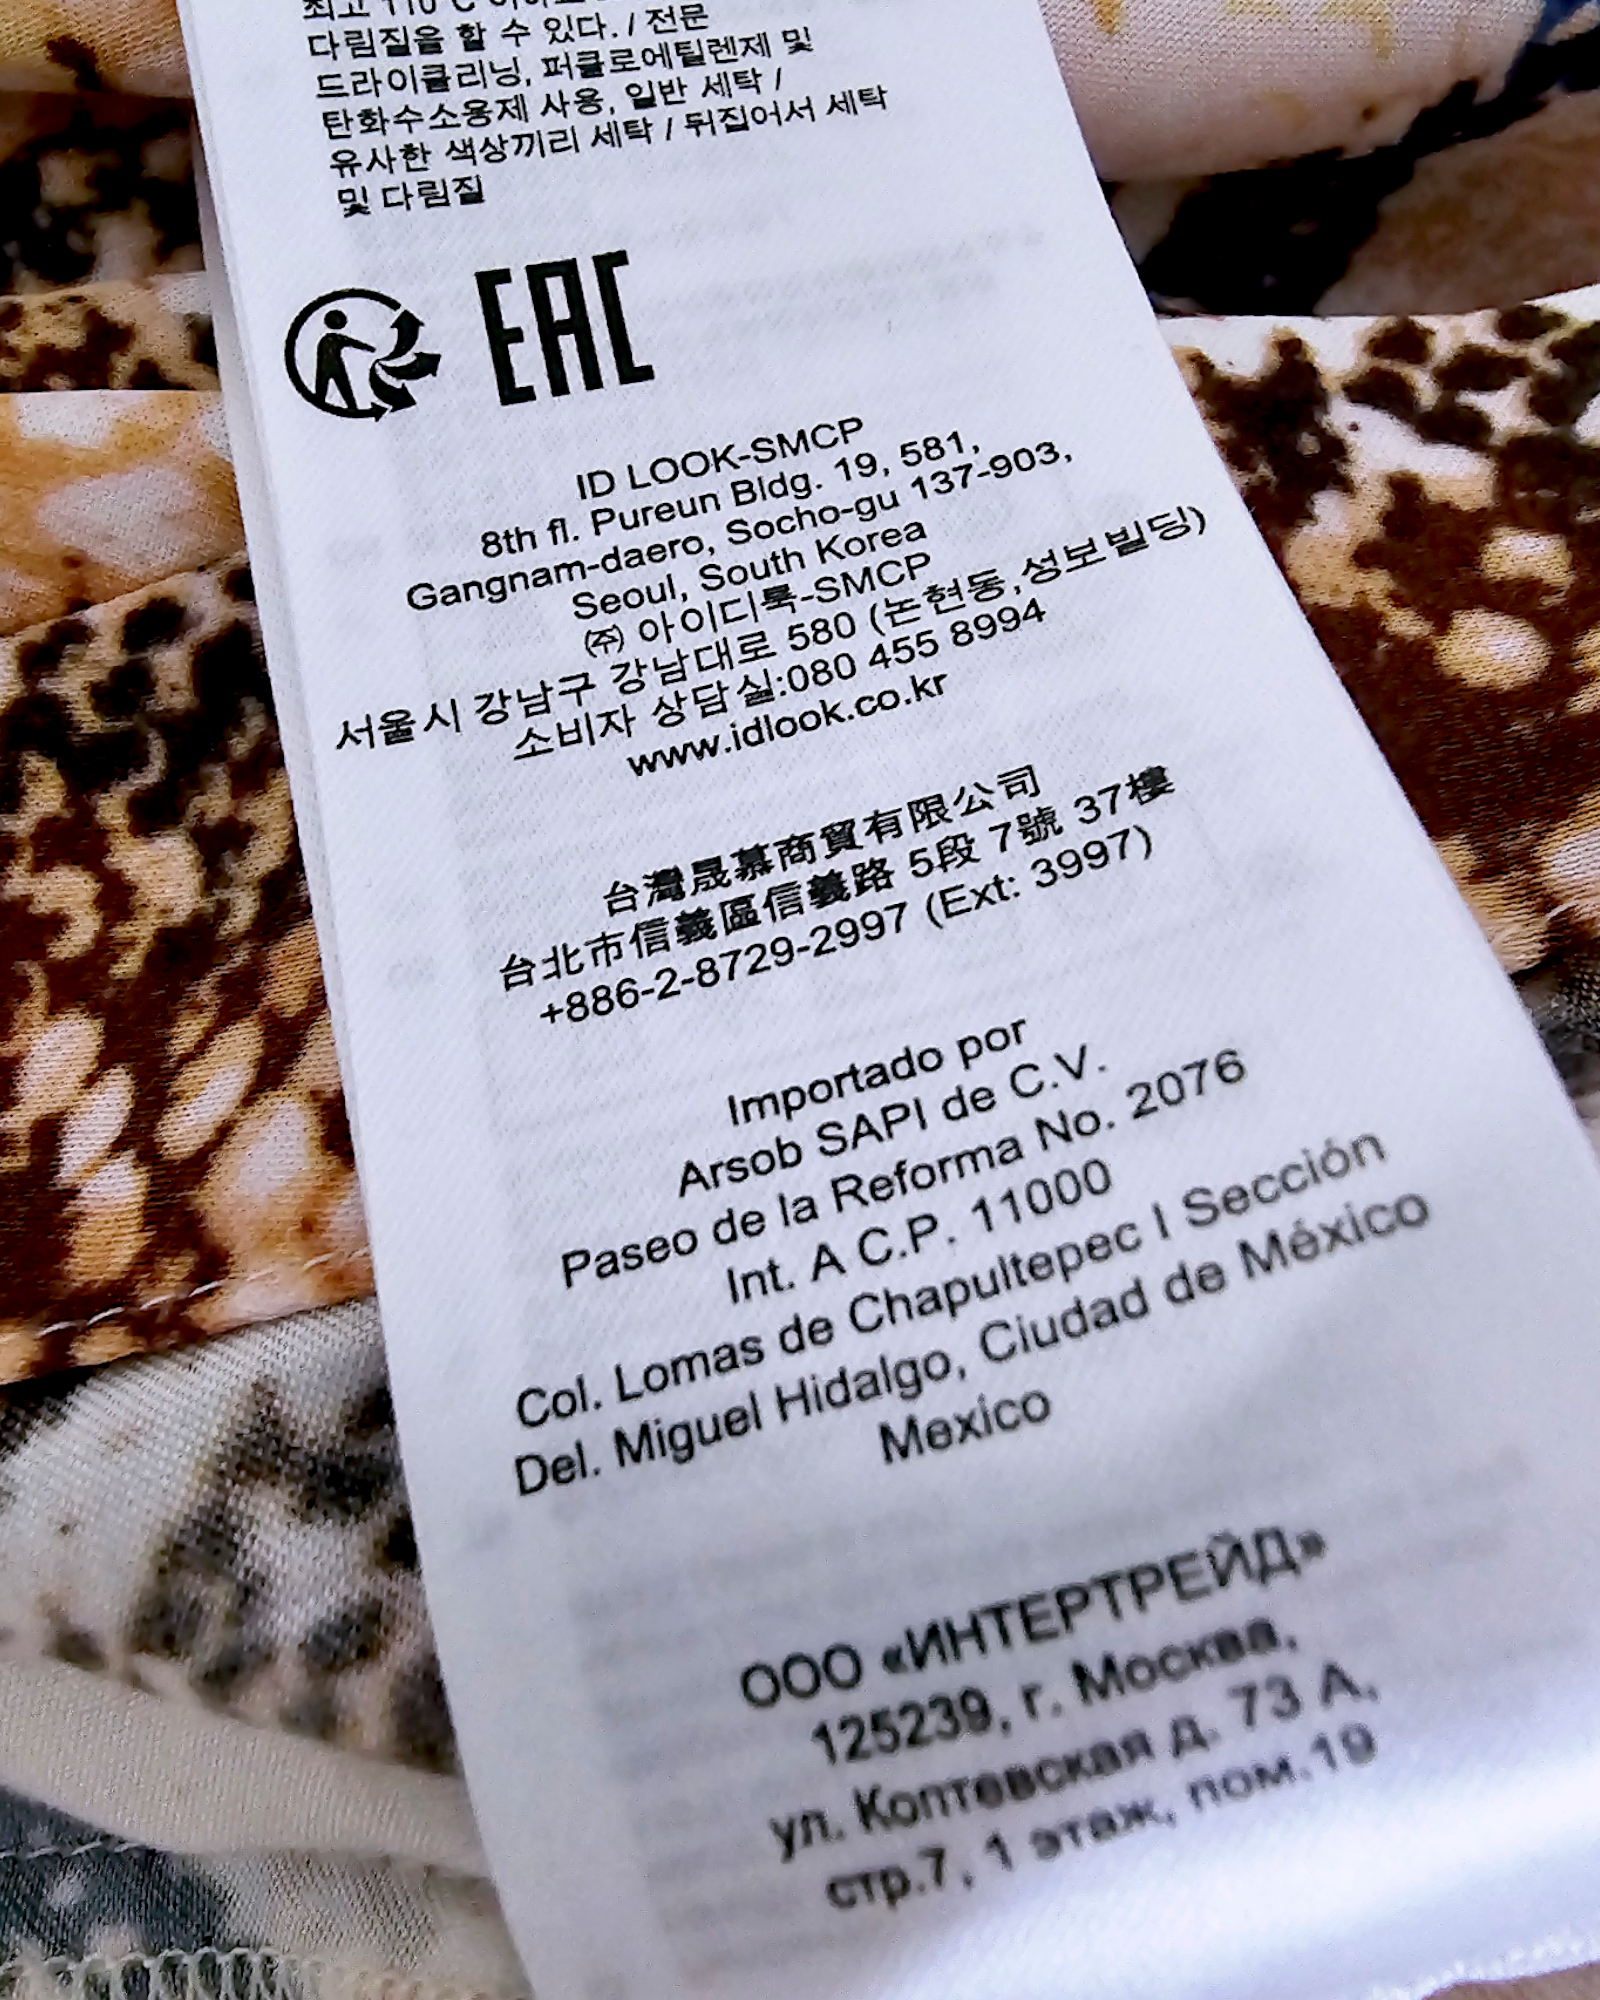 최고 110°C
다림질을 할 수 있다. / 전문
드라이클리닝, 퍼클로에틸렌제 및
탄화수소용제 사용, 일반 세탁 /
유사한 색상끼리 세탁 / 뒤집어서 세탁
및 다림질
EAC
ID LOOK-SMCP
8th fl. Pureun Bldg. 19, 581,
Gangnam-daero, Socho-gu 137-903,
Seoul, South Korea
㈜ 아이디룩-SMCP
서울시 강남구 강남대로 580 (논현동,성보빌딩)
소비자 상담실:080 455 8994
www.idlook.co.kr
台灣晟慕商貿有限公司
台北市信義區信義路 5段 7號 37樓
+886-2-8729-2997 (Ext: 3997)
Importado por
Arsob SAPI de C.V.
Paseo de la Reforma No. 2076
Int. A C.P. 11000
Col. Lomas de Chapultepec I Sección
Del. Miguel Hidalgo, Ciudad de México
Mexico
ООО «ИНТЕРТРЕЙД»
125239, г. Москва,
ул. Коптевская д. 73 А,
стр.7, 1 этаж, пом.19